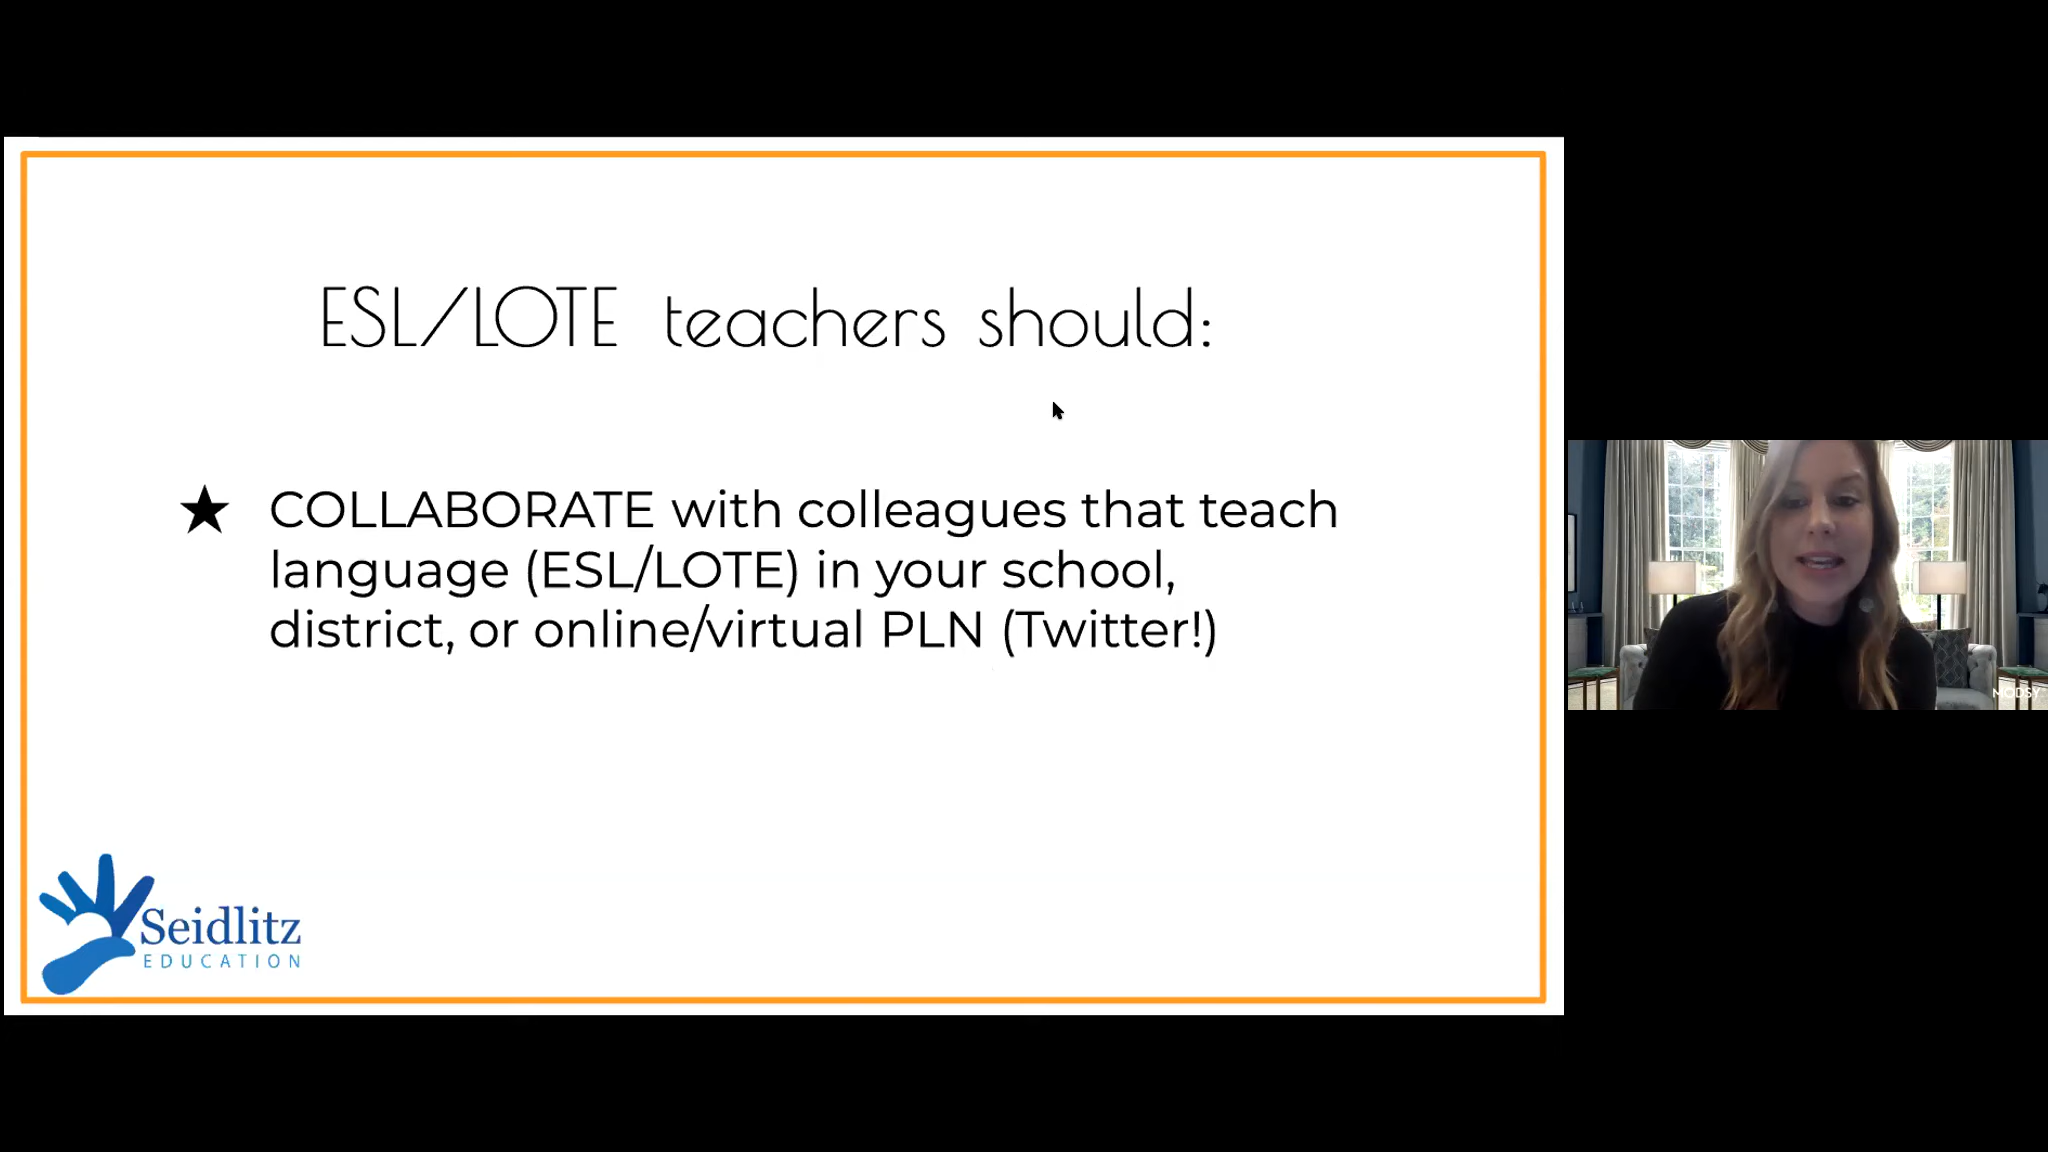 ESL/LOTE teachers should:
★ COLLABORATE with colleagues that teach
language (ESL/LOTE) in your school,
district, or online/virtual PLN (Twitter!)
Seidlitz
EDUCATION
MODSY